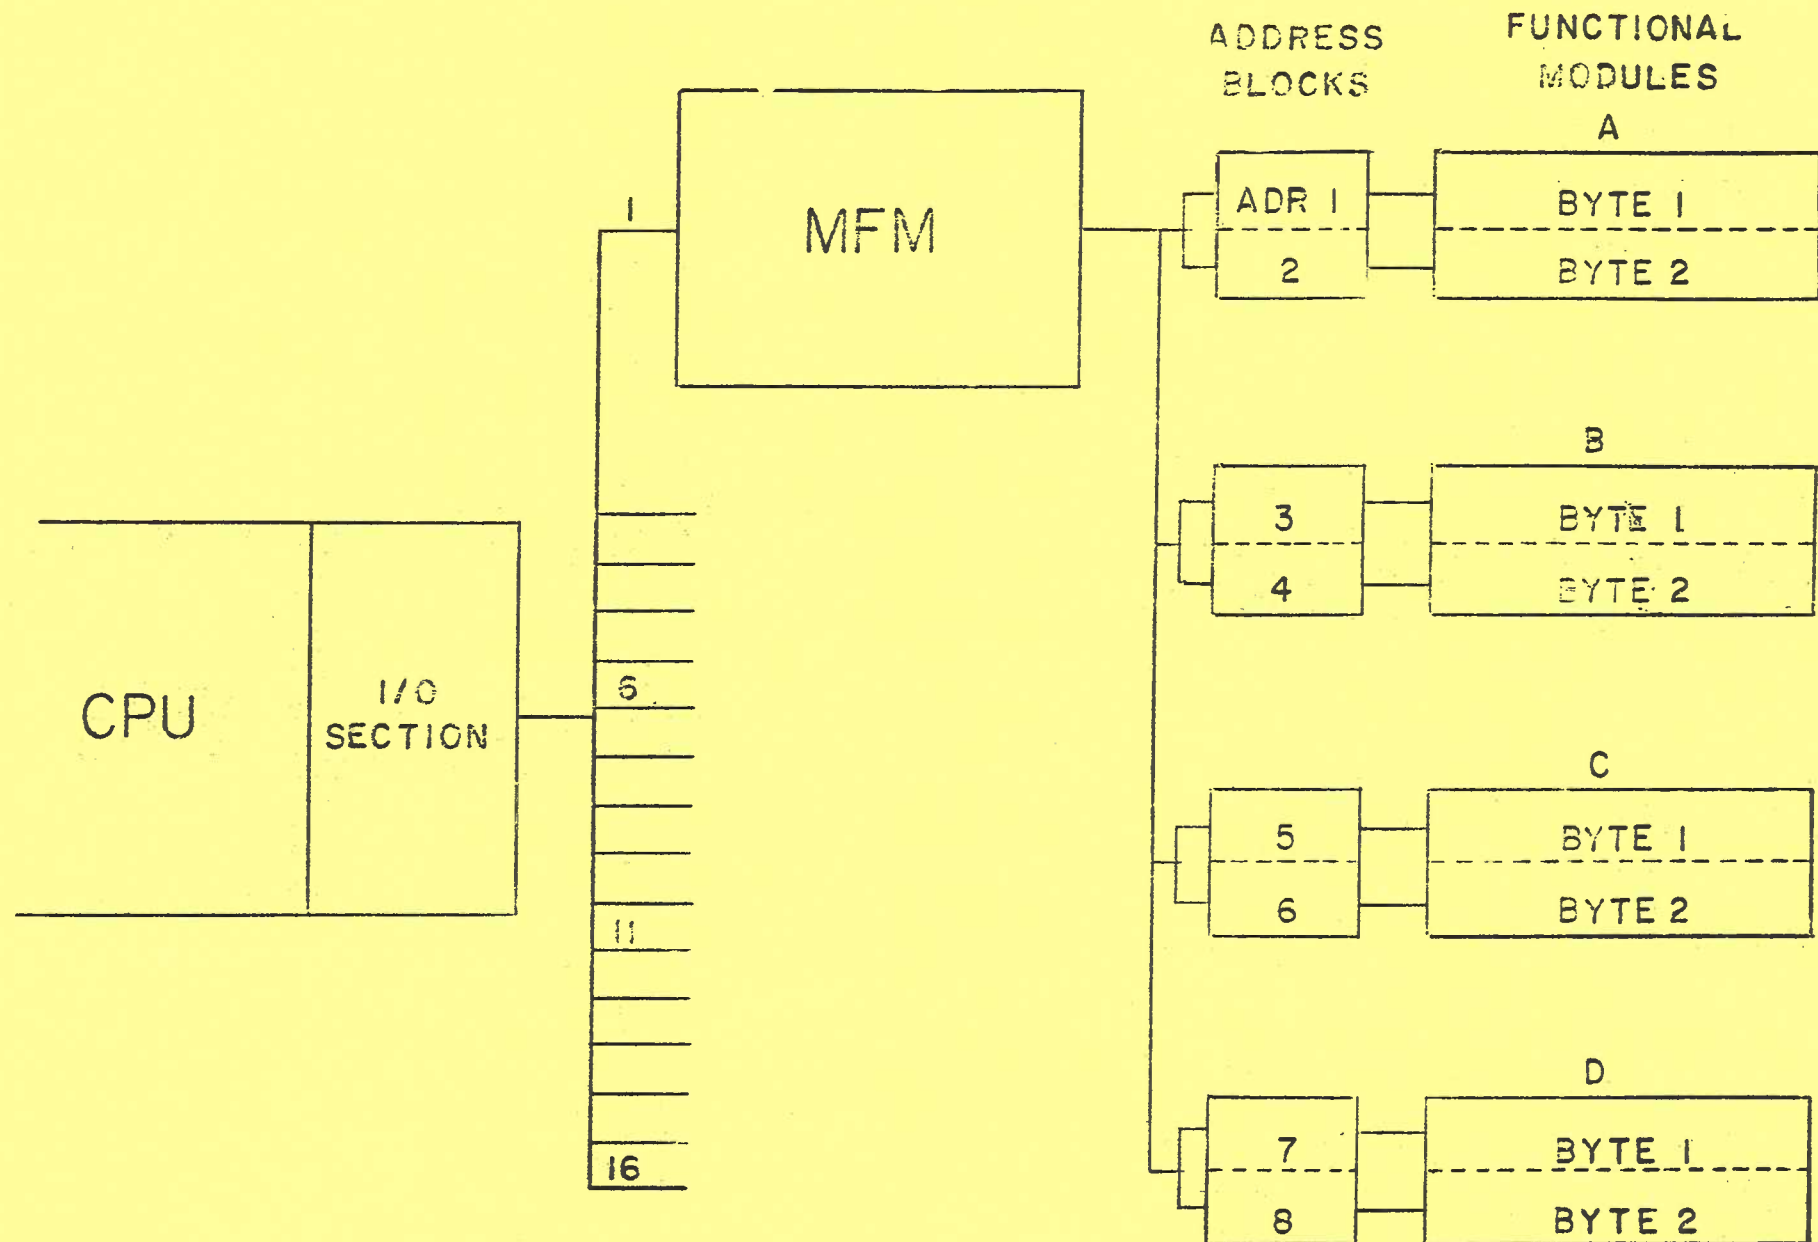 ADDRESS
BLOCKS
FUNCTIONAL
MODULES
A
1
MFM
ADR 1
BYTE 1
2
BYTE 2
B
3
BYTE 1
4
BYTE 2
CPU
I/O
SECTION
6
C
5
BYTE 1
6
BYTE 2
11
D
7
BYTE 1
16
8
BYTE 2